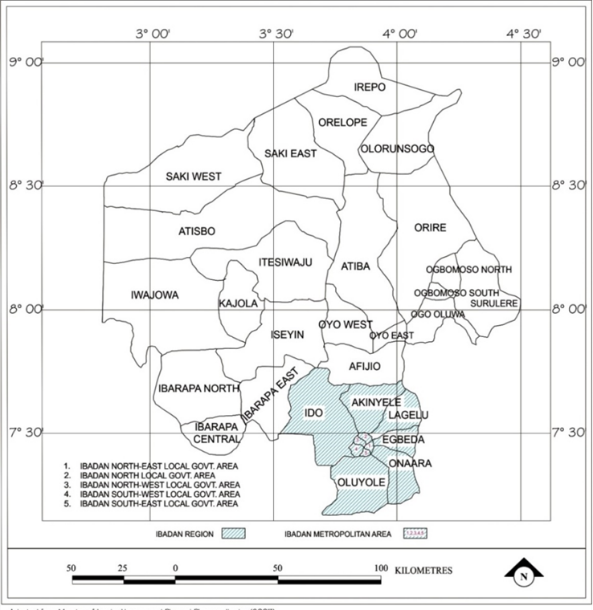 3° 00'
3° 30'
4° 00'
4° 30'
9° 00'
9° 00'
IREPO
ORELOPE
OLORUNSOGO
SAKI EAST
SAKI WEST
8° 30'
8° 30'
ATISBO
ORIRE
ITESIWAJU
ATIBA
OGBOMOSO NORTH
IWAJOWA
KAJOLA
OGBOMOSO SOUTH
SURULERE
8° 00'
8° 00'
OGO OLUWA
OYO WEST
OYO EAST
ISEYIN
AFIJIO
IBARAPA NORTH
IBARAPA EAST
AKINYELE
IDO
LAGELU
IBARAPA
CENTRAL
7° 30'
7° 30'
EGBEDA
ONAARA
OLUYOLE
1. IBADAN NORTH-EAST LOCAL GOVT. AREA
2. IBADAN NORTH LOCAL GOVT. AREA
3. IBADAN NORTH-WEST LOCAL GOVT. AREA
4. IBADAN SOUTH-WEST LOCAL GOVT. AREA
5. IBADAN SOUTH-EAST LOCAL GOVT. AREA
IBADAN REGION
IBADAN METROPOLITAN AREA
50 25 0 50 100 KILOMETRES
N